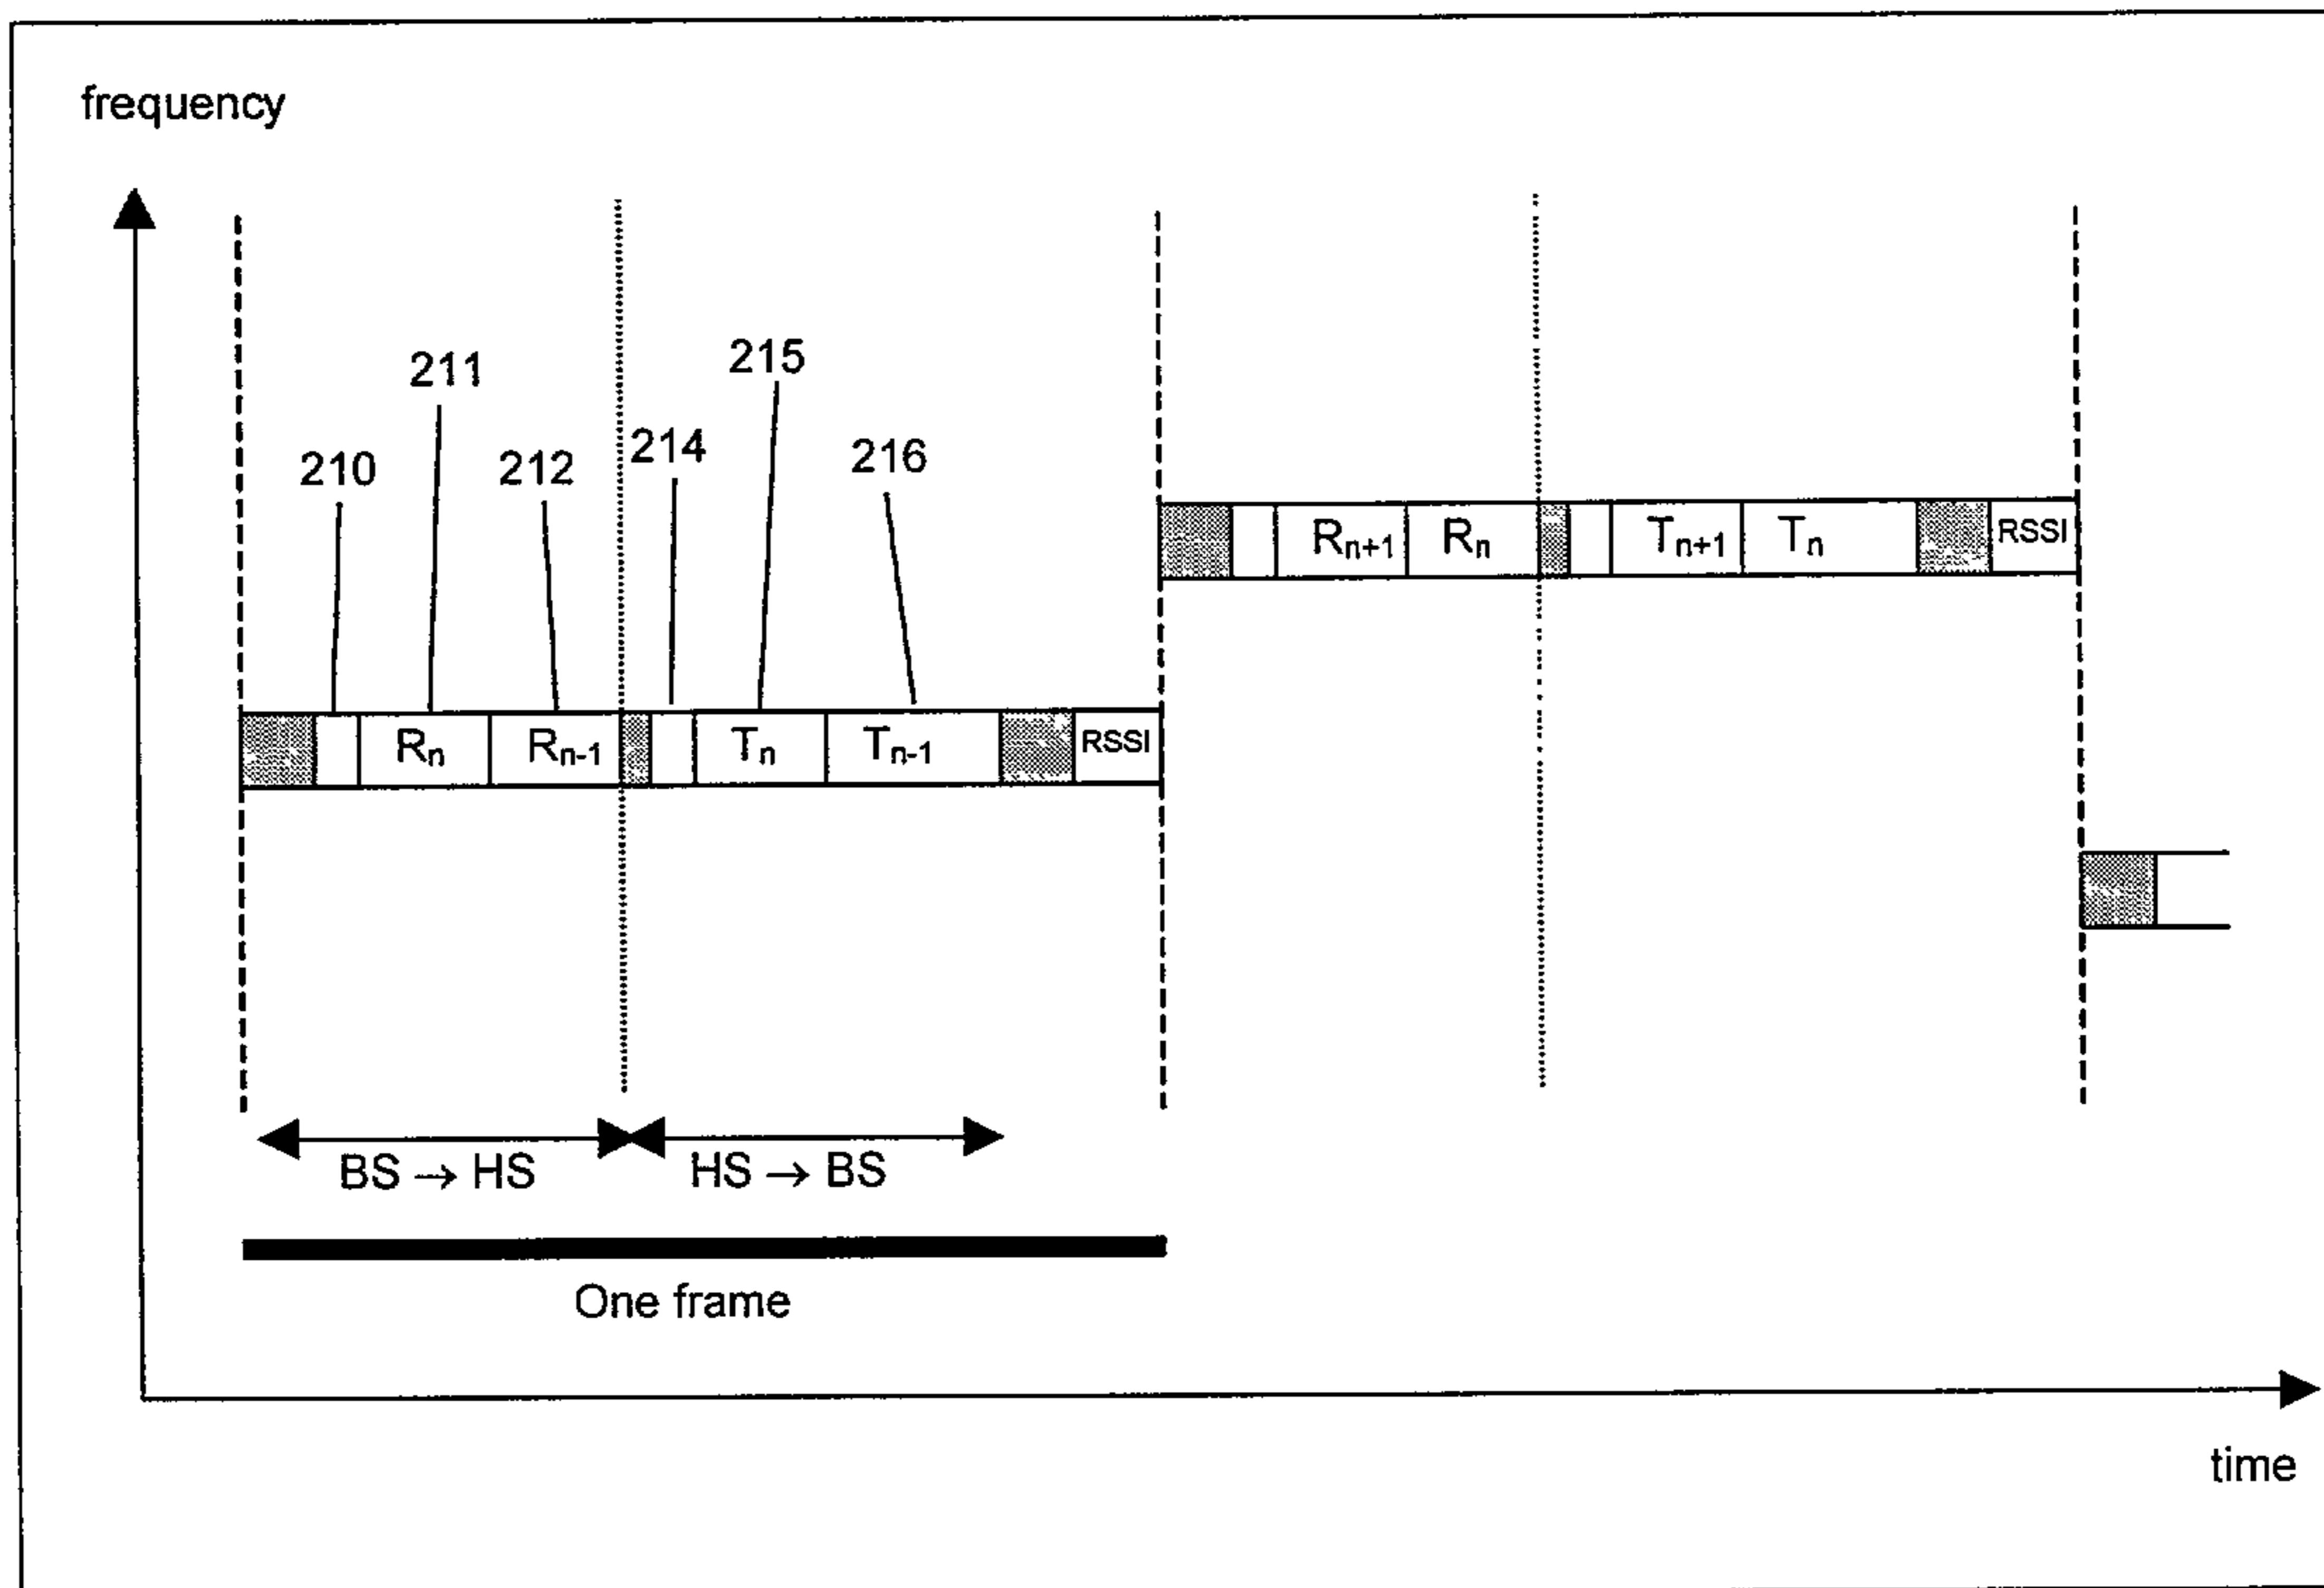 frequency
211
215
210
212
214
216
Rₙ₊₁
Rₙ
Tₙ₊₁
Tₙ
RSSI
Rₙ
Rₙ₋₁
Tₙ
Tₙ₋₁
RSSI
BS → HS
HS → BS
One frame
time